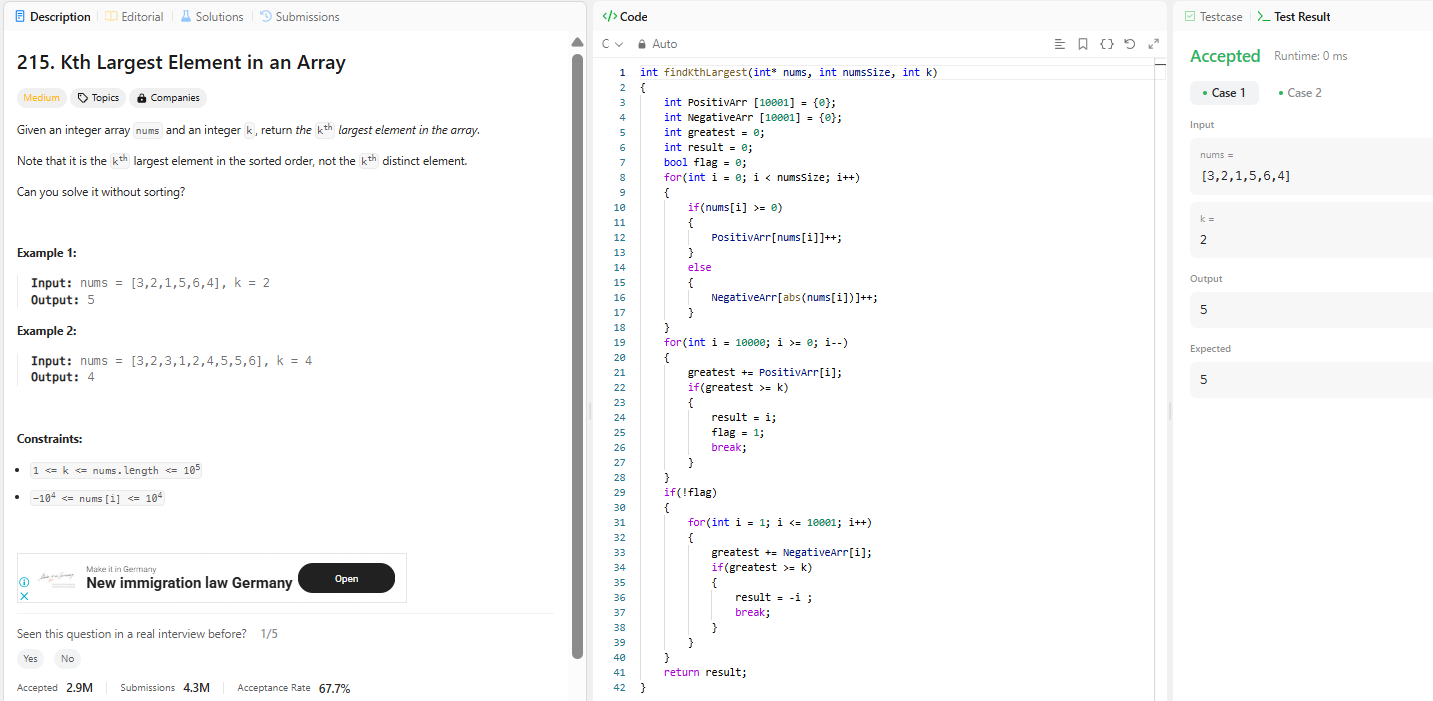 Description
Editorial
Solutions
Submissions
215. Kth Largest Element in an Array
Medium
Topics
Companies
Given an integer array nums and an integer k, return the kth largest element in the array.
Note that it is the kth largest element in the sorted order, not the kth distinct element.
Can you solve it without sorting?
Example 1:
Input: nums = [3,2,1,5,6,4], k = 2
Output: 5
Example 2:
Input: nums = [3,2,3,1,2,4,5,5,6], k = 4
Output: 4
Constraints:
1 <= k <= nums.length <= 10^5
-10^4 <= nums[i] <= 10^4
Make it in Germany
New immigration law Germany
Open
Seen this question in a real interview before? 1/5
Yes No
Accepted 2.9M Submissions 4.3M Acceptance Rate 67.7%
</> Code
C Auto
1 int findKthLargest(int* nums, int numsSize, int k)
2 {
3 int PositivArr [10001] = {0};
4 int NegativeArr [10001] = {0};
5 int greatest = 0;
6 int result = 0;
7 bool flag = 0;
8 for(int i = 0; i < numsSize; i++)
9 {
10 if(nums[i] >= 0)
11 {
12 PositivArr[nums[i]]++;
13 }
14 else
15 {
16 NegativeArr[abs(nums[i])]++;
17 }
18 }
19 for(int i = 10000; i >= 0; i--)
20 {
21 greatest += PositivArr[i];
22 if(greatest >= k)
23 {
24 result = i;
25 flag = 1;
26 break;
27 }
28 }
29 if(!flag)
30 {
31 for(int i = 1; i <= 10001; i++)
32 {
33 greatest += NegativeArr[i];
34 if(greatest >= k)
35 {
36 result = -i ;
37 break;
38 }
39 }
40 }
41 return result;
42 }
Testcase
Test Result
Accepted Runtime: 0 ms
Case 1 Case 2
Input
nums =
[3,2,1,5,6,4]
k =
2
Output
5
Expected
5